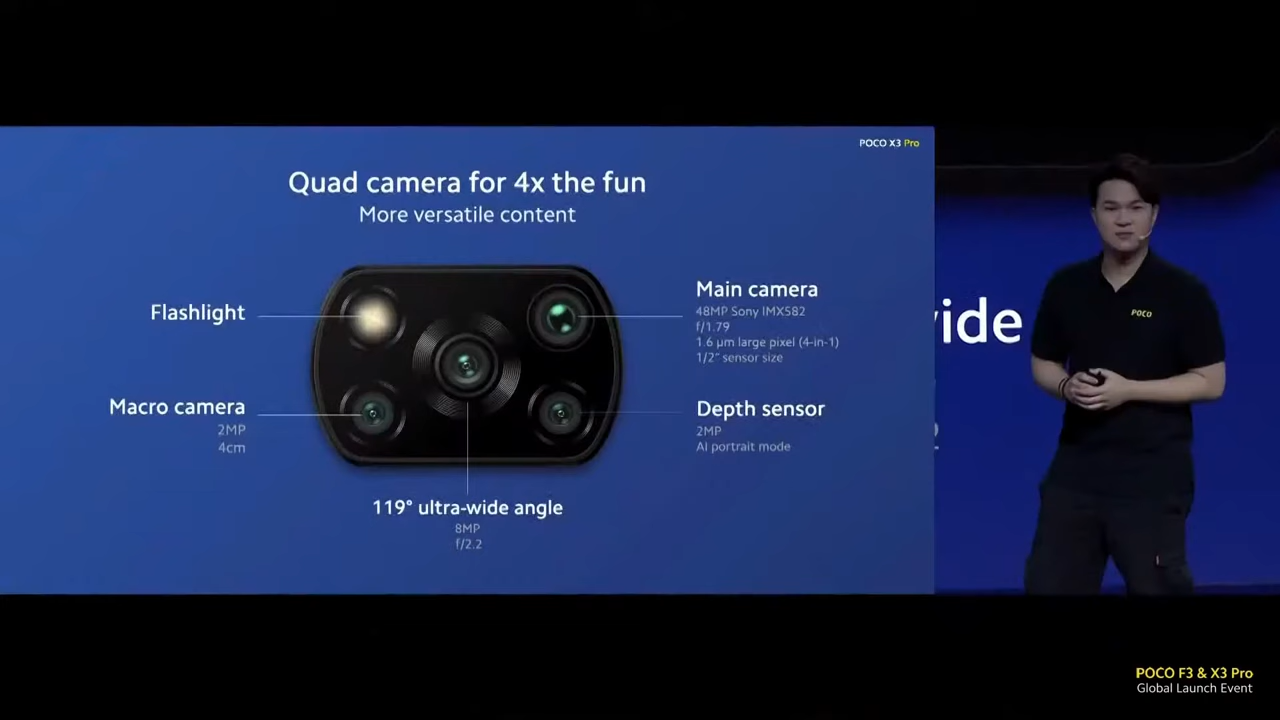 POCO X3 Pro
Quad camera for 4x the fun
More versatile content
Flashlight
Macro camera
2MP
4cm
119° ultra-wide angle
8MP
f/2.2
Main camera
48MP Sony IMX582
f/1.79
1.6 μm large pixel (4-in-1)
1/2" sensor size
Depth sensor
2MP
AI portrait mode
ide
POCO
POCO F3 & X3 Pro
Global Launch Event